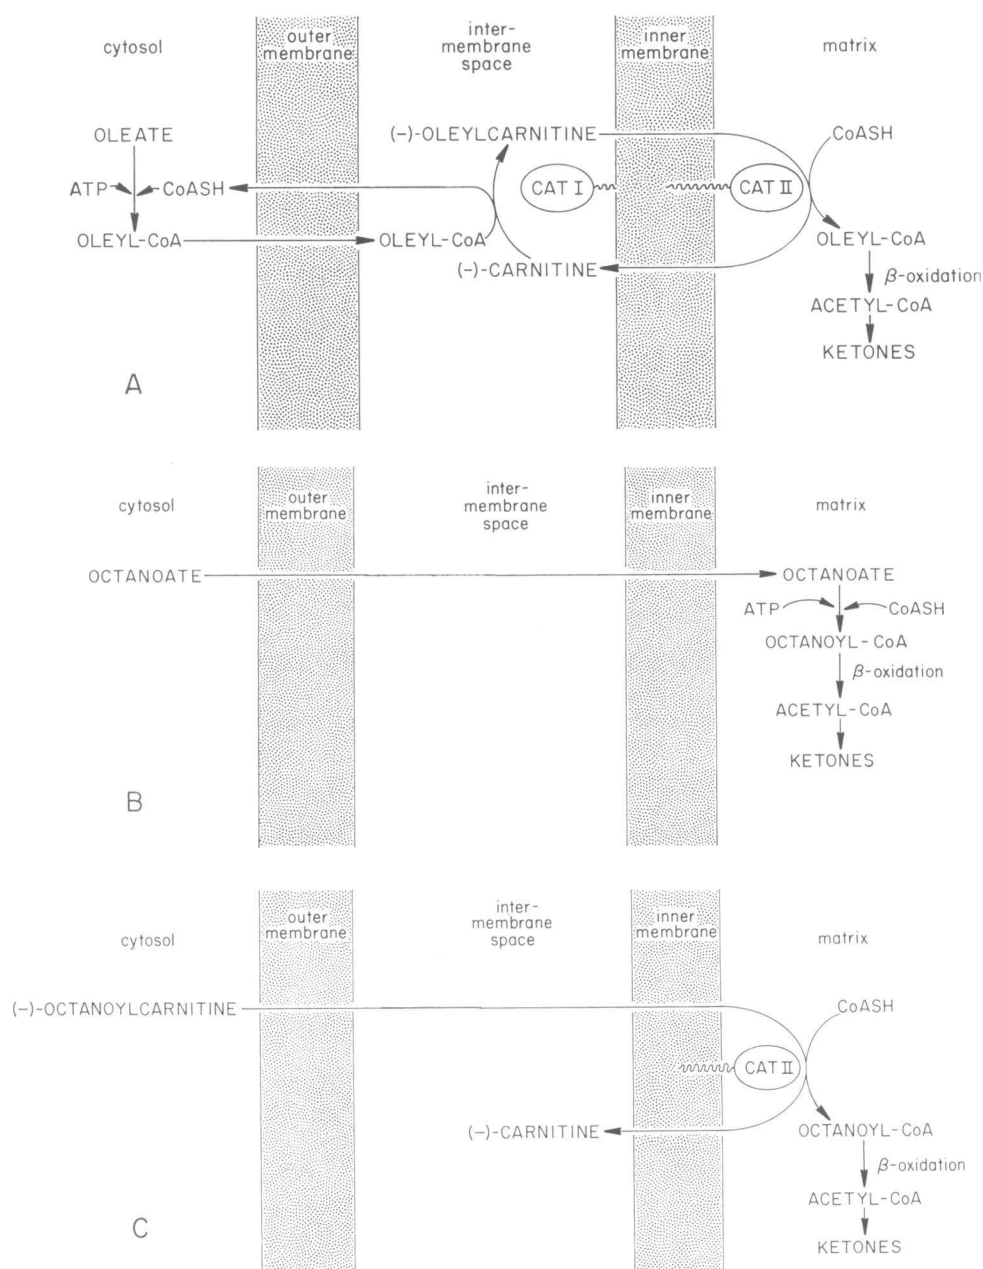 cytosol
outer
membrane
inter-
membrane
space
inner
membrane
matrix
OLEATE
(-)-OLEYLCARNITINE
CoASH
ATP
CoASH
CAT I
CAT II
OLEYL-CoA
OLEYL-CoA
OLEYL-CoA
(-)-CARNITINE
β-oxidation
ACETYL-CoA
KETONES
A
cytosol
outer
membrane
inter-
membrane
space
inner
membrane
matrix
OCTANOATE
OCTANOATE
ATP
CoASH
OCTANOYL-CoA
β-oxidation
ACETYL-CoA
KETONES
B
cytosol
outer
membrane
inter-
membrane
space
inner
membrane
matrix
(-)-OCTANOYLCARNITINE
CoASH
CAT II
(-)-CARNITINE
OCTANOYL-CoA
β-oxidation
ACETYL-CoA
KETONES
C